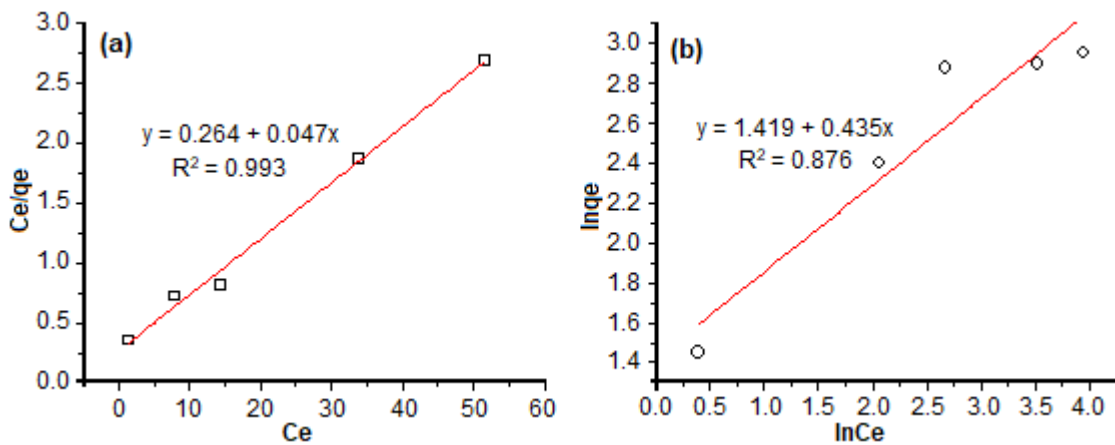 (a)
y = 0.264 + 0.047x
R² = 0.993
3.0
2.5
2.0
1.5
1.0
0.5
0.0
Ce/qe
0 10 20 30 40 50 60
Ce
(b)
y = 1.419 + 0.435x
R² = 0.876
3.0
2.8
2.6
2.4
2.2
2.0
1.8
1.6
1.4
lnqe
0.0 0.5 1.0 1.5 2.0 2.5 3.0 3.5 4.0
lnCe